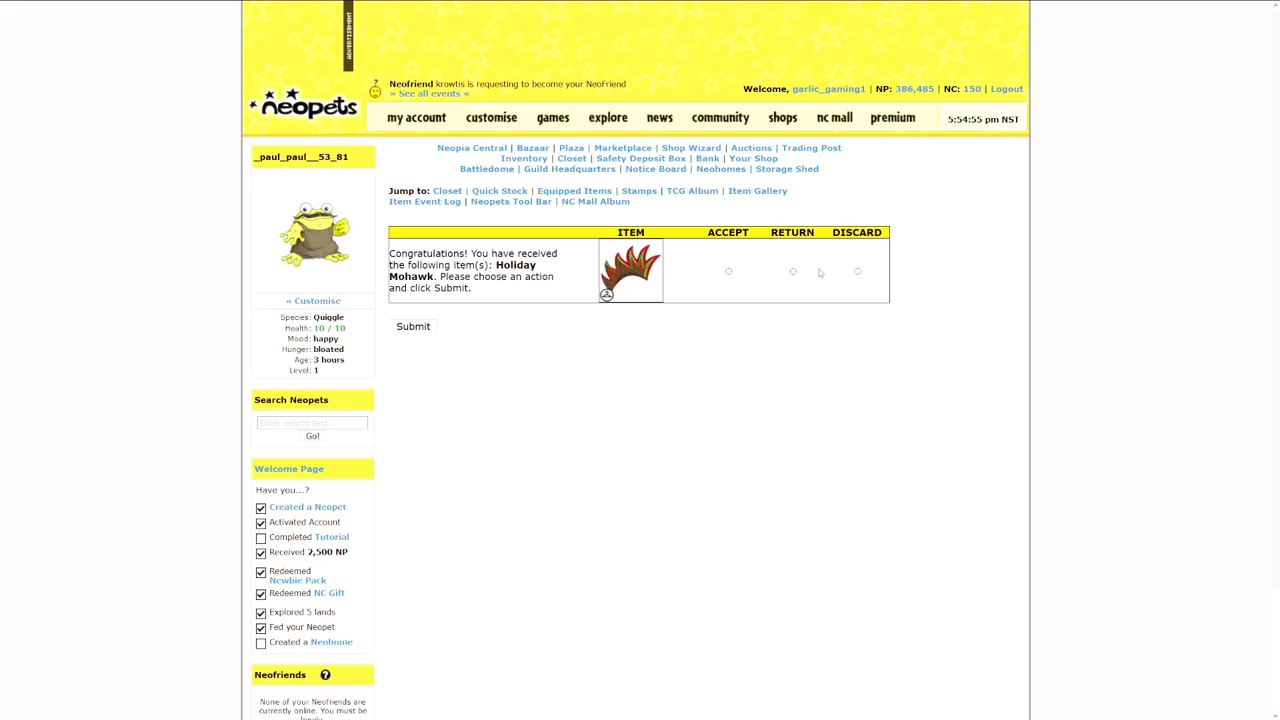 ADVERTISEMENT
Neofriend krowtis is requesting to become your NeoFriend
» See all events «
Welcome, garlic_gaming1 | NP: 386,485 | NC: 150 | Logout
neopets
my account customise games explore news community shops nc mall premium 5:54:55 pm NST
_paul_paul__53_81
Neopia Central | Bazaar | Plaza | Marketplace | Shop Wizard | Auctions | Trading Post
Inventory | Closet | Safety Deposit Box | Bank | Your Shop
Battledome | Guild Headquarters | Notice Board | Neohomes | Storage Shed
Jump to: Closet | Quick Stock | Equipped Items | Stamps | TCG Album | Item Gallery
Item Event Log | Neopets Tool Bar | NC Mall Album
ITEM ACCEPT RETURN DISCARD
Congratulations! You have received
the following item(s): Holiday
Mohawk. Please choose an action
and click Submit.
Submit
» Customise
Species: Quiggle
Health: 10 / 10
Mood: happy
Hunger: bloated
Age: 3 hours
Level: 1
Search Neopets
Enter search text...
Go!
Welcome Page
Have you...?
Created a Neopet
Activated Account
Completed Tutorial
Received 2,500 NP
Redeemed
Newbie Pack
Redeemed NC Gift
Explored 5 lands
Fed your Neopet
Created a Neohome
Neofriends ?
None of your Neofriends are
currently online. You must be
lonely.